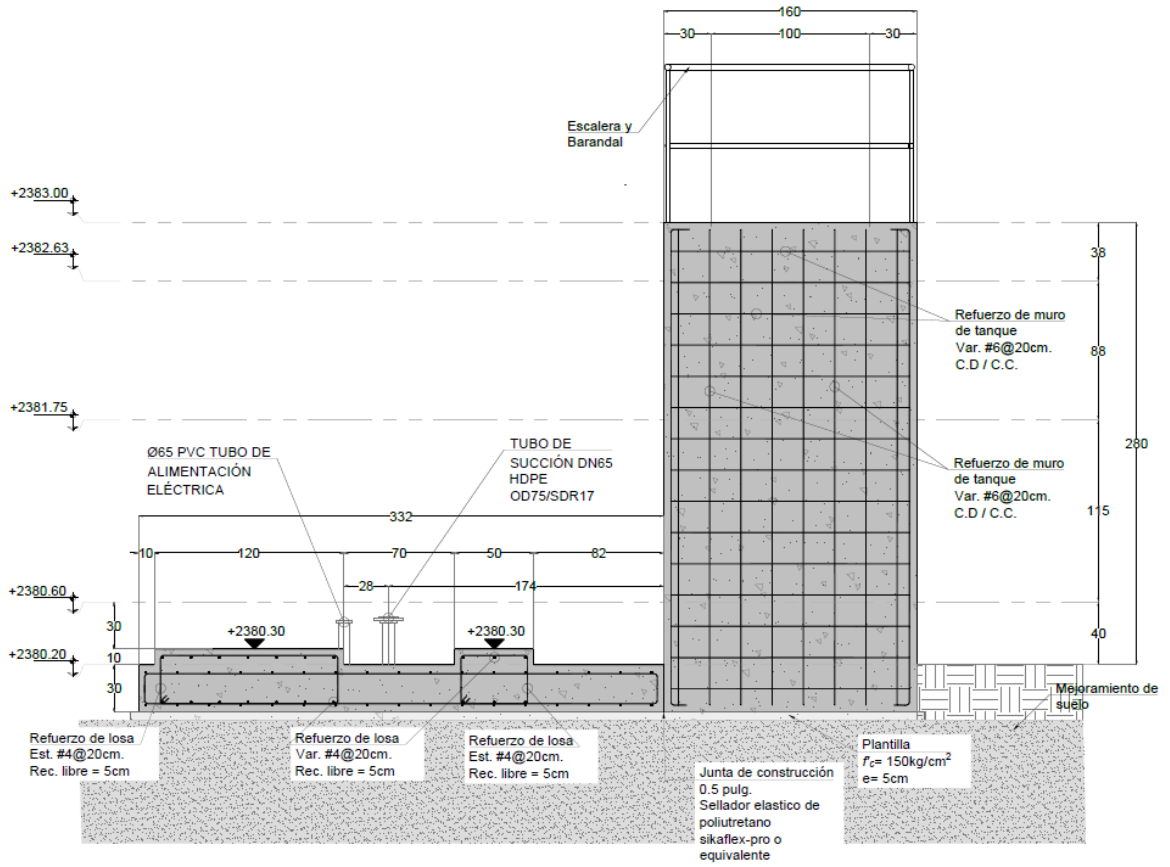 160
30
100
30
Escalera y
Barandal
+2383.00
+2382.63
38
Refuerzo de muro
de tanque
Var. #6@20cm.
C.D / C.C.
88
+2381.75
280
Ø65 PVC TUBO DE
ALIMENTACIÓN
ELÉCTRICA
TUBO DE
SUCCIÓN DN65
HDPE
OD75/SDR17
Refuerzo de muro
de tanque
Var. #6@20cm.
C.D / C.C.
115
332
10
120
70
50
82
28
174
+2380.60
30
+2380.30
+2380.30
40
+2380.20
10
30
Mejoramiento de
suelo
Refuerzo de losa
Est. #4@20cm.
Rec. libre = 5cm
Refuerzo de losa
Var. #4@20cm.
Rec. libre = 5cm
Refuerzo de losa
Est. #4@20cm.
Rec. libre = 5cm
Plantilla
f'c= 150kg/cm²
e= 5cm
Junta de construcción
0.5 pulg.
Sellador elastico de
poliutretano
sikaflex-pro o
equivalente